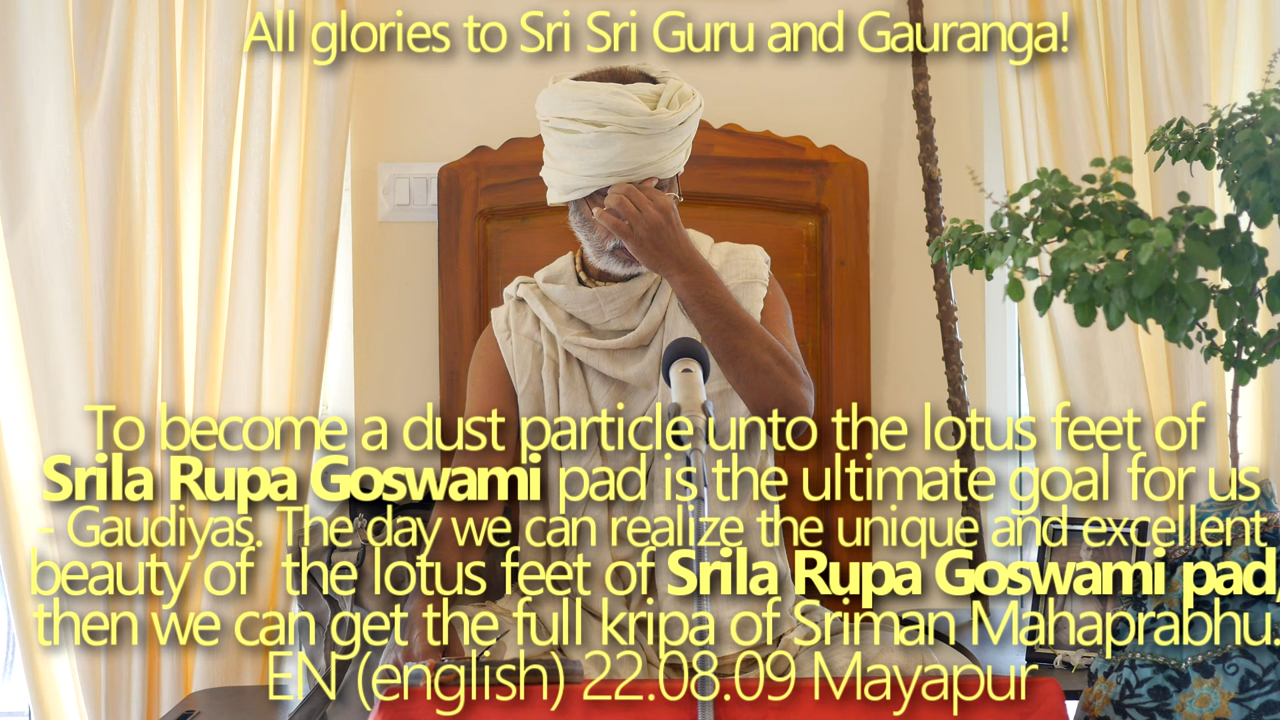 All glories to Sri Sri Guru and Gauranga!
To become a dust particle unto the lotus feet of
Srila Rupa Goswami pad is the ultimate goal for us
- Gaudiyas. The day we can realize the unique and excellent
beauty of the lotus feet of Srila Rupa Goswami pad,
then we can get the full kripa of Sriman Mahaprabhu.
EN (english) 22.08.09 Mayapur